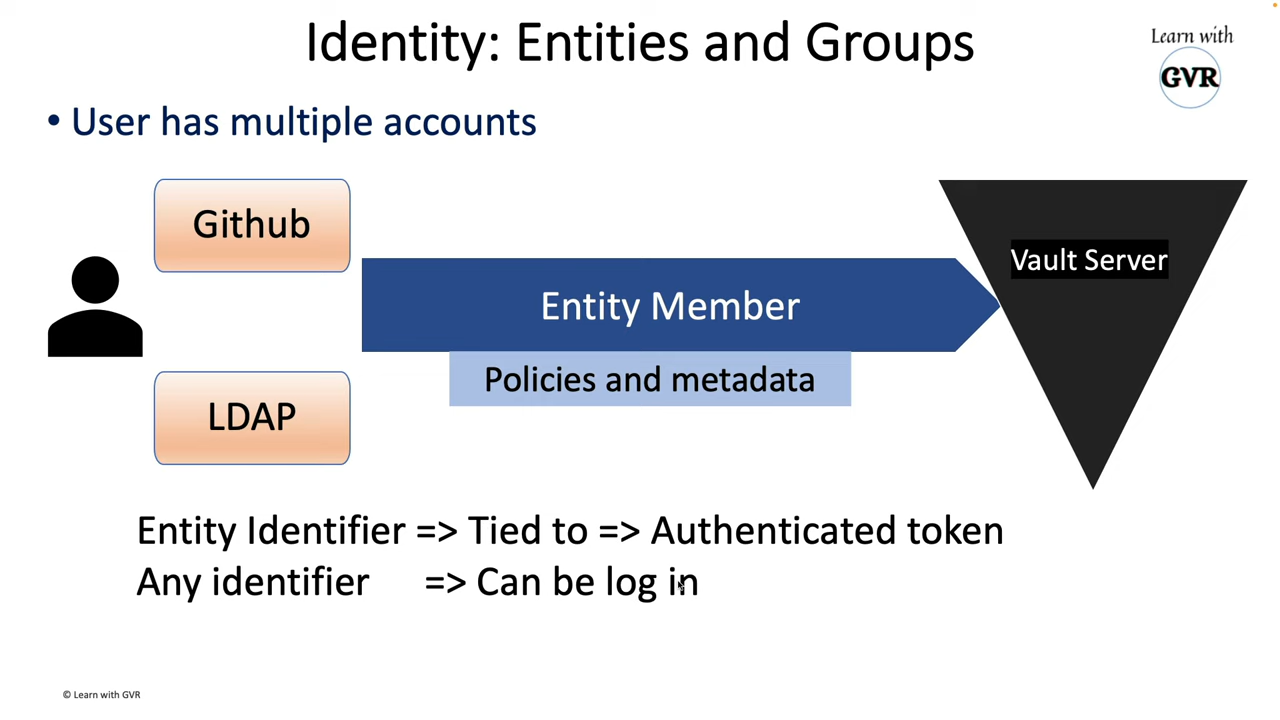 Identity: Entities and Groups
Learn with
GVR
• User has multiple accounts
Github
Vault Server
Entity Member
Policies and metadata
LDAP
Entity Identifier => Tied to => Authenticated token
Any identifier => Can be log in
© Learn with GVR